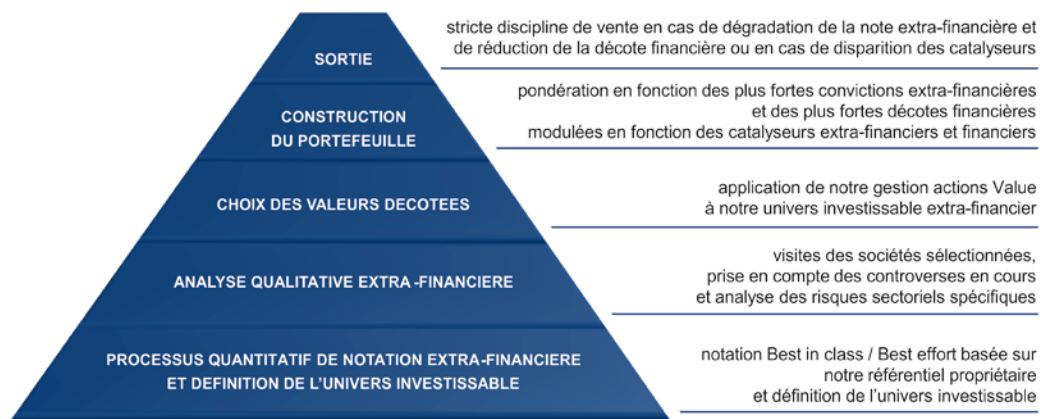 SORTIE
stricte discipline de vente en cas de dégradation de la note extra-financière et
de réduction de la décote financière ou en cas de disparition des catalyseurs
CONSTRUCTION
DU PORTEFEUILLE
pondération en fonction des plus fortes convictions extra-financières
et des plus fortes décotes financières
modulées en fonction des catalyseurs extra-financiers et financiers
CHOIX DES VALEURS DECOTEES
application de notre gestion actions Value
à notre univers investissable extra-financier
ANALYSE QUALITATIVE EXTRA -FINANCIERE
visites des sociétés sélectionnées,
prise en compte des controverses en cours
et analyse des risques sectoriels spécifiques
PROCESSUS QUANTITATIF DE NOTATION EXTRA-FINANCIERE
ET DEFINITION DE L'UNIVERS INVESTISSABLE
notation Best in class / Best effort basée sur
notre référentiel propriétaire
et définition de l'univers investissable